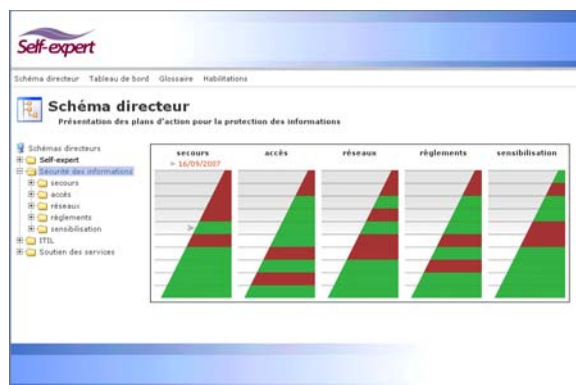 Self-expert
Schéma directeur Tableau de bord Glossaire Habilitations
Schéma directeur
Présentation des plans d'action pour la protection des informations
Schémas directeurs
Self-expert
Sécurité des informations
secours
accès
réseaux
règlements
sensibilisation
ITIL
Soutien des services
secours accès réseaux règlements sensibilisation
16/09/2007